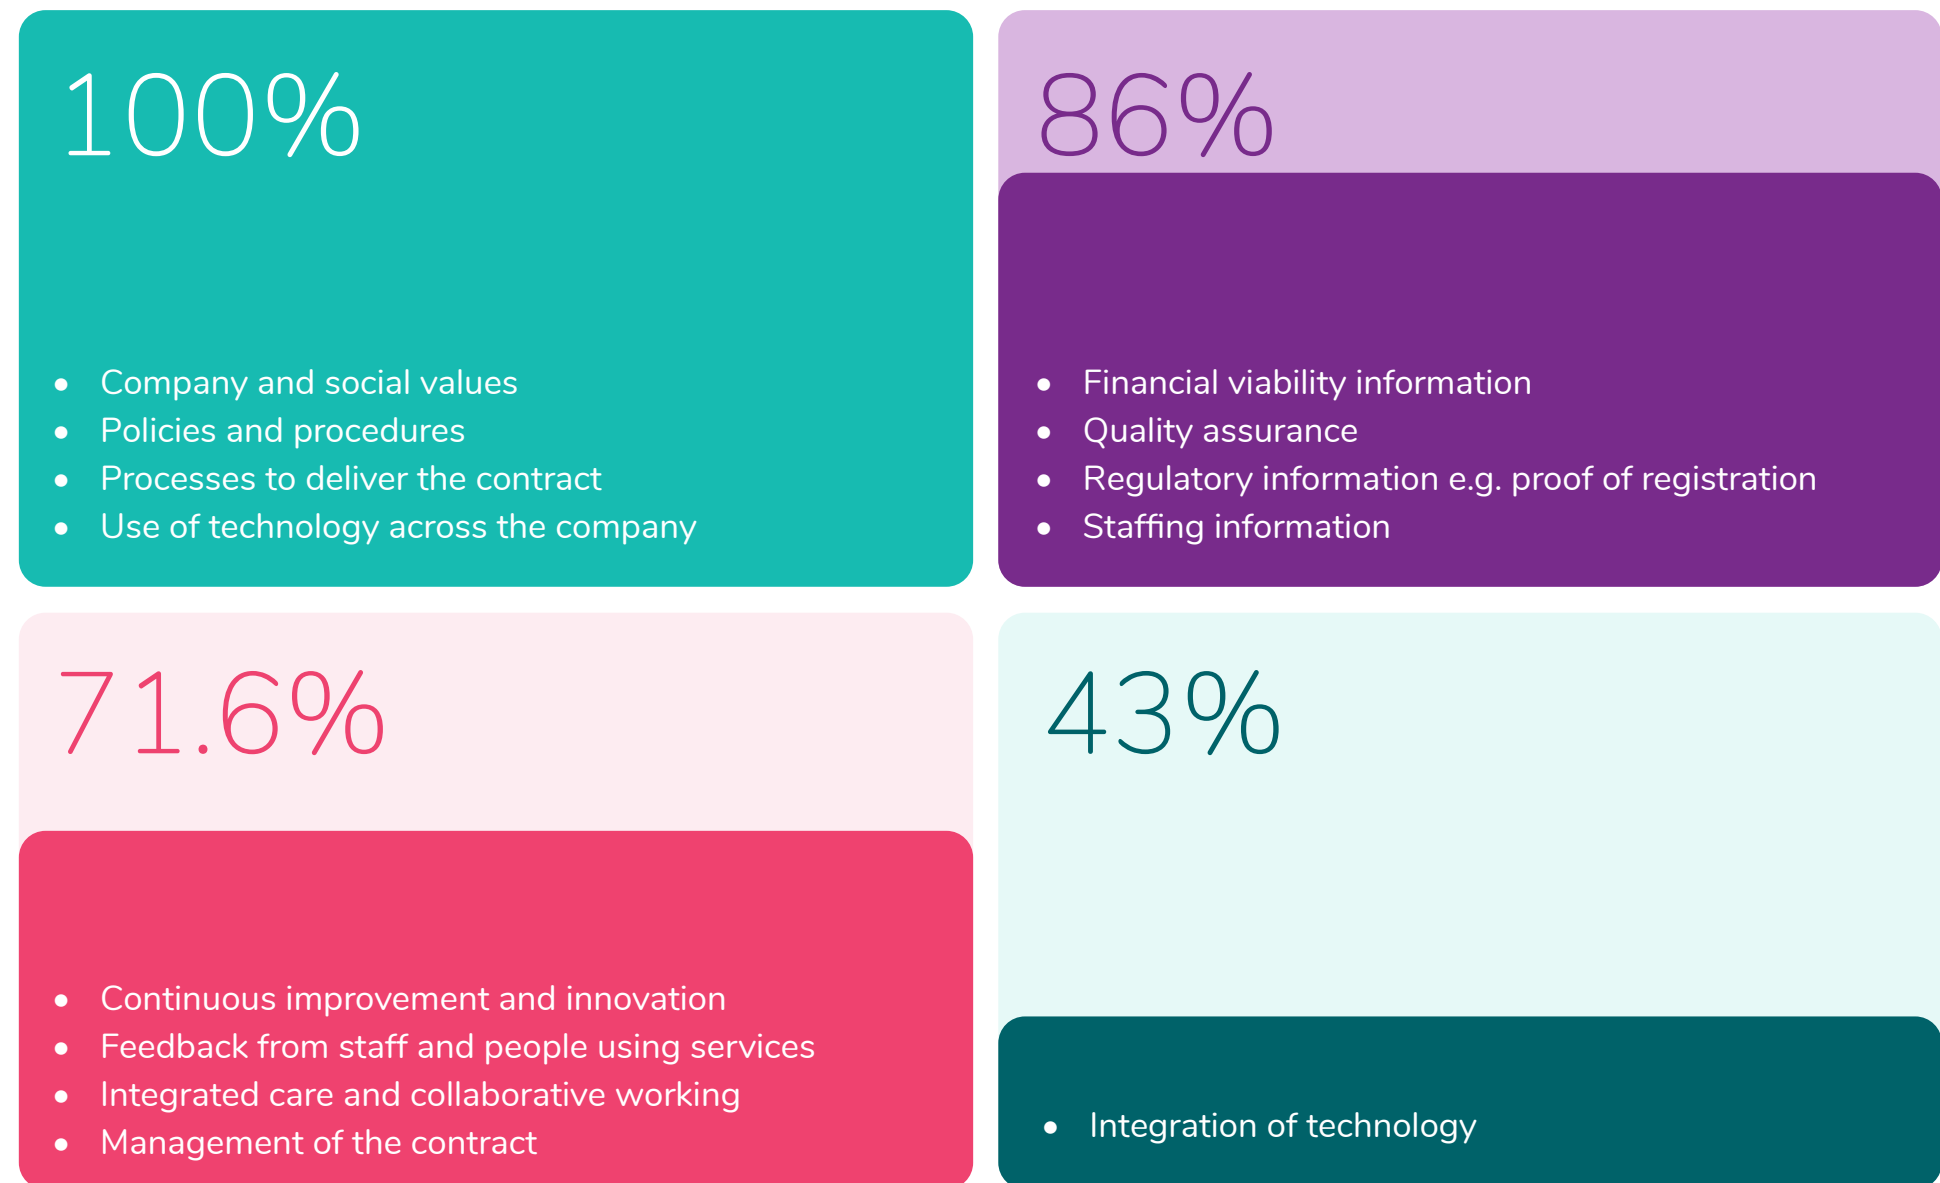 100%
• Company and social values
• Policies and procedures
• Processes to deliver the contract
• Use of technology across the company
86%
• Financial viability information
• Quality assurance
• Regulatory information e.g. proof of registration
• Staffing information
71.6%
• Continuous improvement and innovation
• Feedback from staff and people using services
• Integrated care and collaborative working
• Management of the contract
43%
• Integration of technology